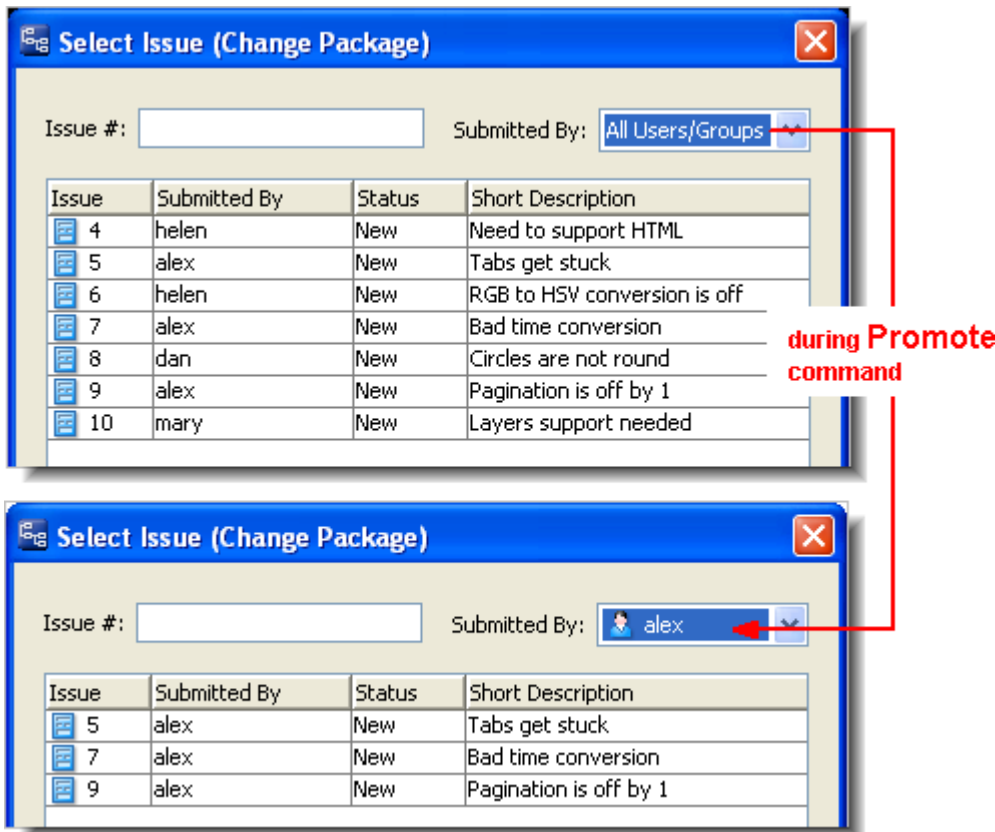 Select Issue (Change Package)
Issue #: Submitted By: All Users/Groups
Issue Submitted By Status Short Description
4 helen New Need to support HTML
5 alex New Tabs get stuck
6 helen New RGB to HSV conversion is off
7 alex New Bad time conversion
8 dan New Circles are not round
9 alex New Pagination is off by 1
10 mary New Layers support needed
during Promote
command
Select Issue (Change Package)
Issue #: Submitted By: alex
Issue Submitted By Status Short Description
5 alex New Tabs get stuck
7 alex New Bad time conversion
9 alex New Pagination is off by 1